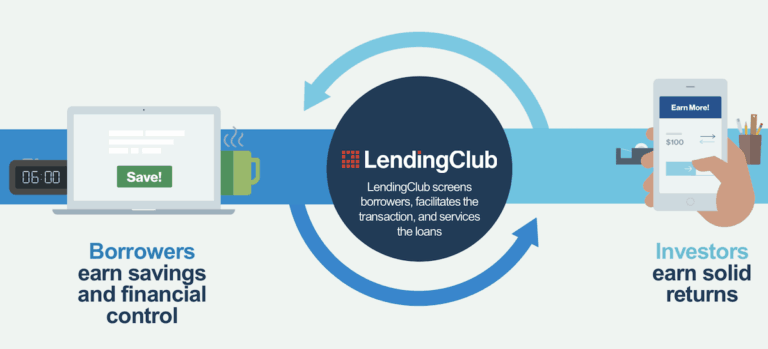 06:00
Save!
Borrowers
earn savings
and financial
control
LendingClub
LendingClub screens
borrowers, facilitates the
transaction, and services
the loans
Earn More!
$100
Investors
earn solid
returns